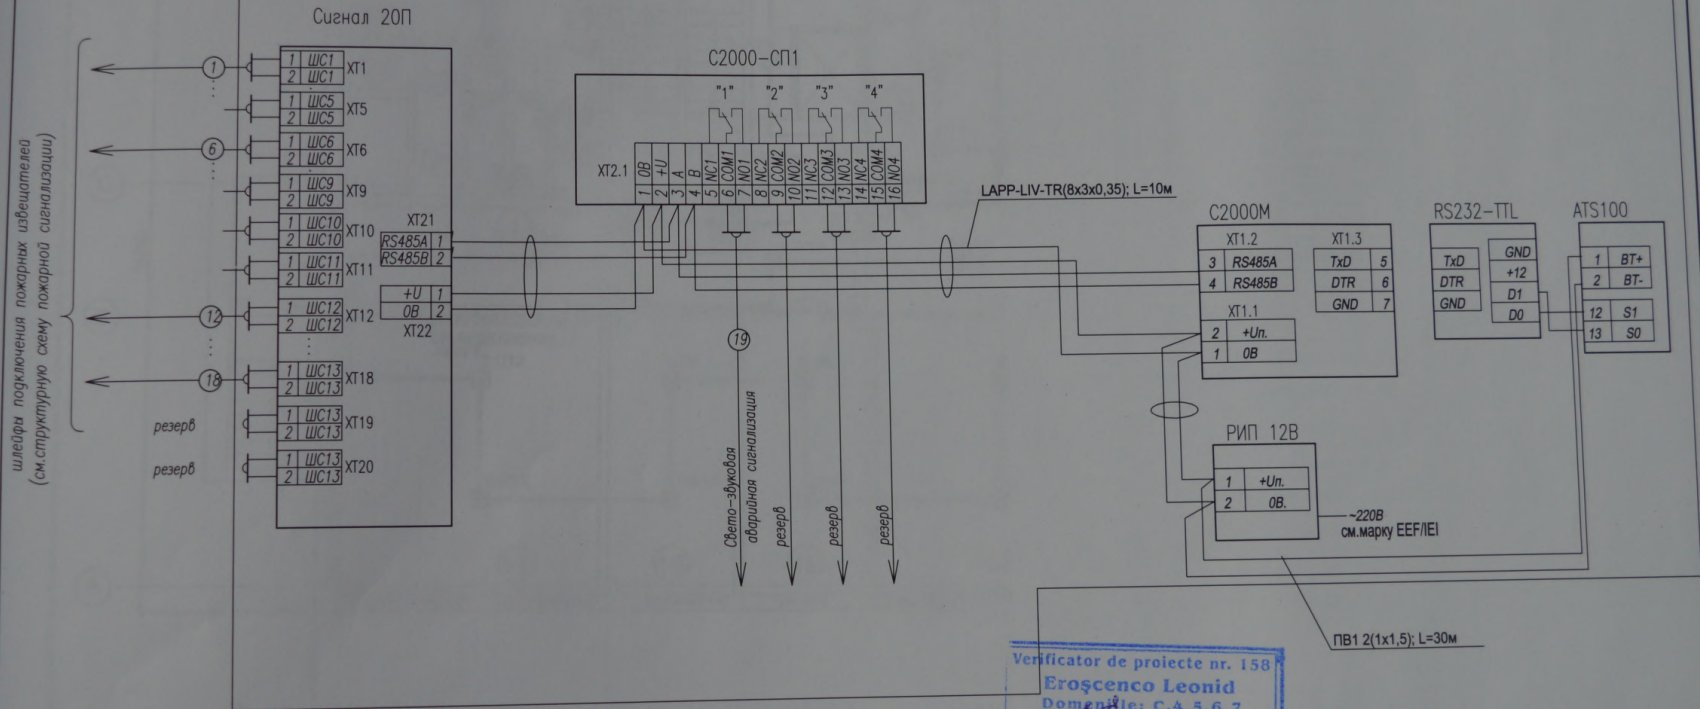 Сигнал 20П
шлейфы подключения пожарных извещателей
(см.структурную схему пожарной сигнализации)
1
1 ШС1
2 ШС1
XT1
1 ШС5
2 ШС5
XT5
6
1 ШС6
2 ШС6
XT6
1 ШС9
2 ШС9
XT9
1 ШС10
2 ШС10
XT10
1 ШС11
2 ШС11
XT11
12
1 ШС12
2 ШС12
XT12
18
1 ШС13
2 ШС13
XT18
резерв
1 ШС13
2 ШС13
XT19
резерв
1 ШС13
2 ШС13
XT20
XT21
RS485A 1
RS485B 2
+U 1
0В 2
XT22
С2000-СП1
"1" "2" "3" "4"
XT2.1
1 0В
2 +U
3 A
4 B
5 NC1
6 COM1
7 NO1
8 NC2
9 COM2
10 NO2
11 NC3
12 COM3
13 NO3
14 NC4
15 COM4
16 NO4
19
Свето-звуковая
аварийная сигнализация
резерв
резерв
резерв
LAPP-LIV-TR(8x3x0,35); L=10м
С2000М
XT1.2
3 RS485A
4 RS485B
XT1.3
TxD 5
DTR 6
GND 7
XT1.1
2 +Uп.
1 0В
RS232-TTL
TxD
DTR
GND
GND
+12
D1
D0
ATS100
1 BT+
2 BT-
12 S1
13 S0
РИП 12В
1 +Uп.
2 0В.
~220В
см.марку EEF/IEI
ПВ1 2(1x1,5); L=30м
Verificator de proiecte nr. 158
Eroşcenco Leonid
Domeniile: C.A 5 6 7